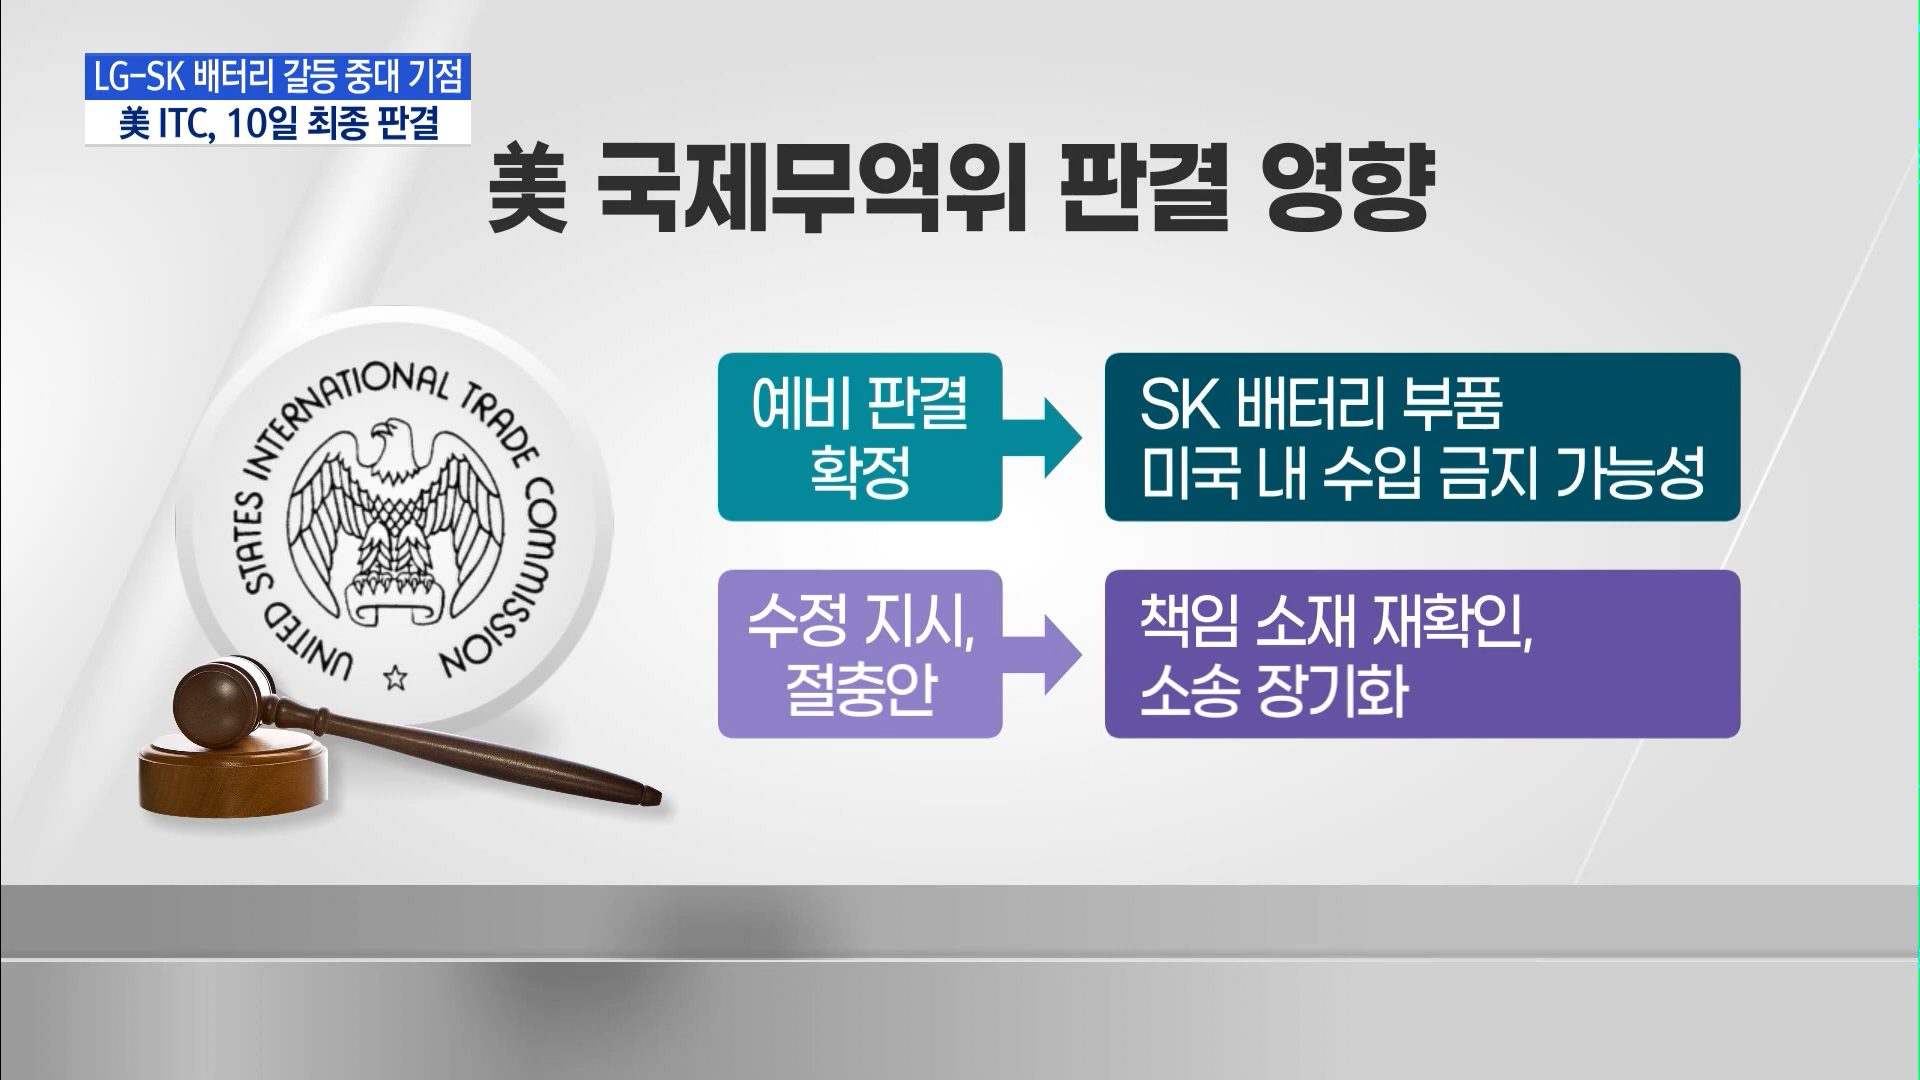 LG-SK 배터리 갈등 중대 기점
美 ITC, 10일 최종 판결
美 국제무역위 판결 영향
UNITED STATES INTERNATIONAL TRADE COMMISSION
예비 판결
확정
SK 배터리 부품
미국 내 수입 금지 가능성
수정 지시,
절충안
책임 소재 재확인,
소송 장기화